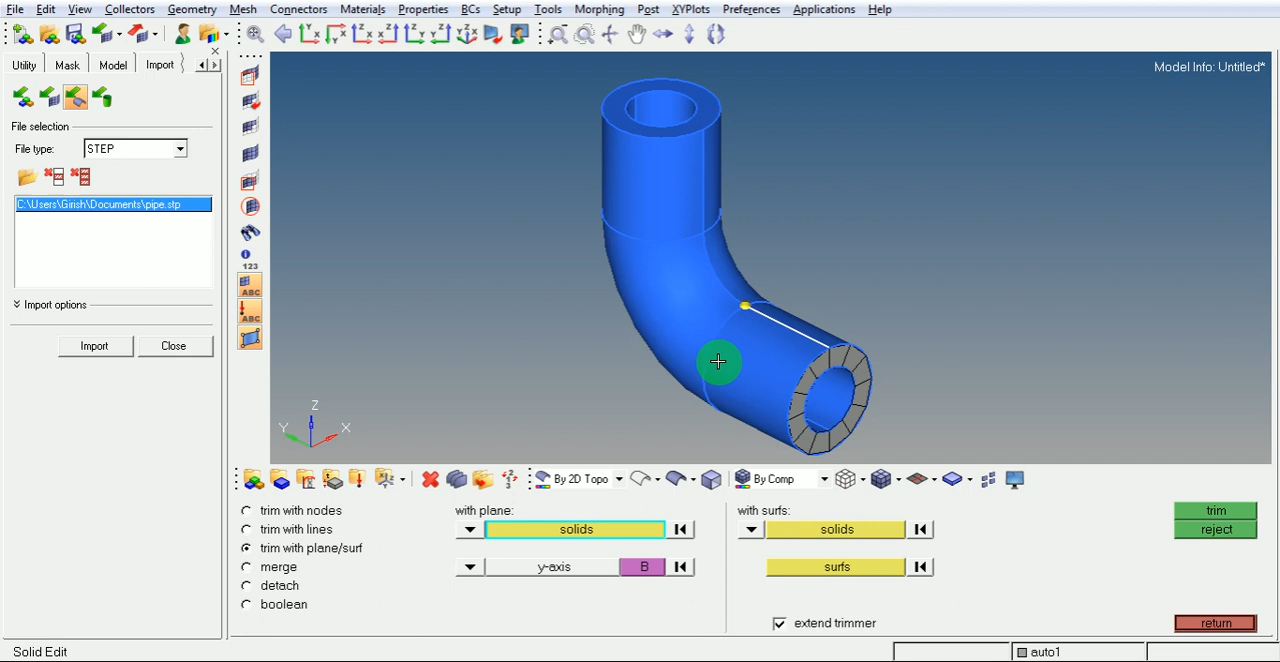 File Edit View Collectors Geometry Mesh Connectors Materials Properties BCs Setup Tools Morphing Post XYPlots Preferences Applications Help
Utility Mask Model Import
Model Info: Untitled*
File selection
File type: STEP
C:\Users\Girish\Documents\pipe.stp
Import options
Import Close
123
ABC
ABC
Z
Y
X
By 2D Topo By Comp
trim with nodes
trim with lines
trim with plane/surf
merge
detach
boolean
with plane:
solids
y-axis B
with surfs:
solids
surfs
extend trimmer
trim
reject
return
Solid Edit
auto1